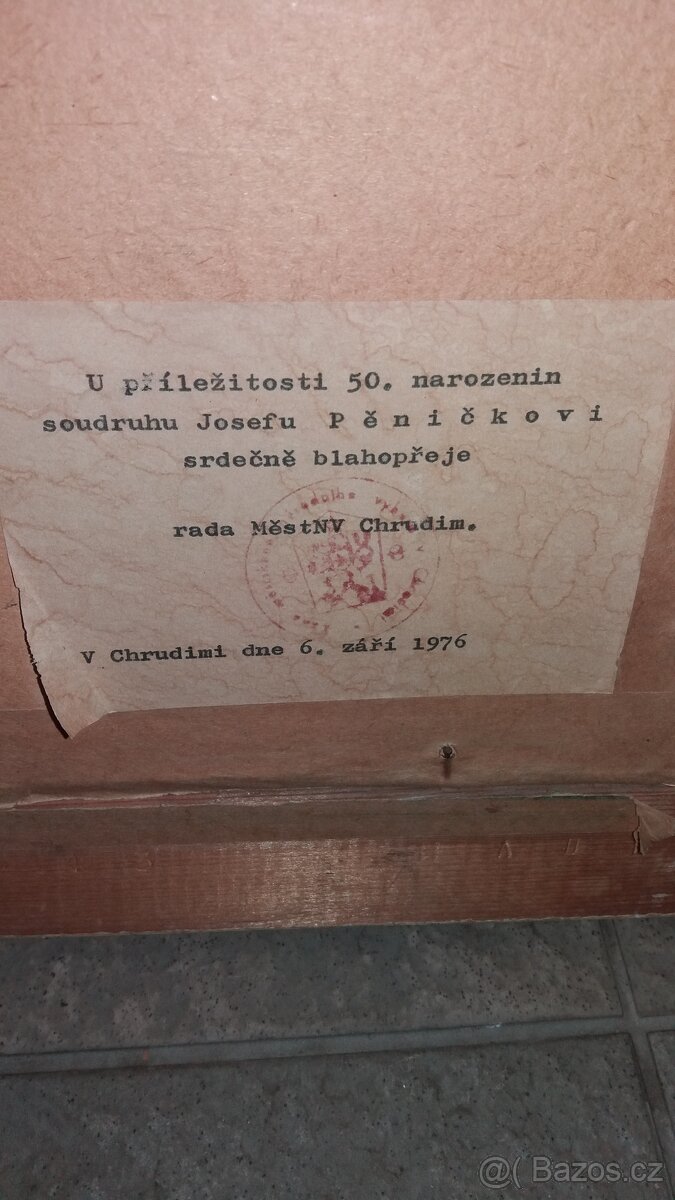 U příležitosti 50. narozenin
soudruhu Josefu P ě n i č k o v i
srdečně blahopřeje
rada MěstNV Chrudim.
V Chrudimi dne 6. září 1976
@( Bazos.cz